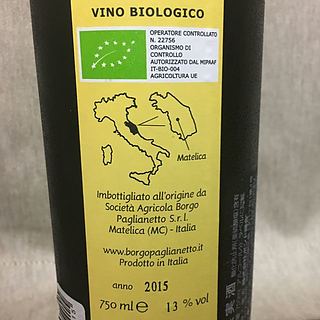 VINO BIOLOGICO
OPERATORE CONTROLLATO
N. 22756
ORGANISMO DI
CONTROLLO
AUTORIZZATO DAL MIPAAF
IT-BIO-004
AGRICOLTURA UE
Matelica
Imbottigliato all'origine da
Società Agricola Borgo
Paglianetto S.r.l.
Matelica (MC) - Italia
www.borgopaglianetto.it
Prodotto in Italia
anno 2015
750 ml e 13 % vol